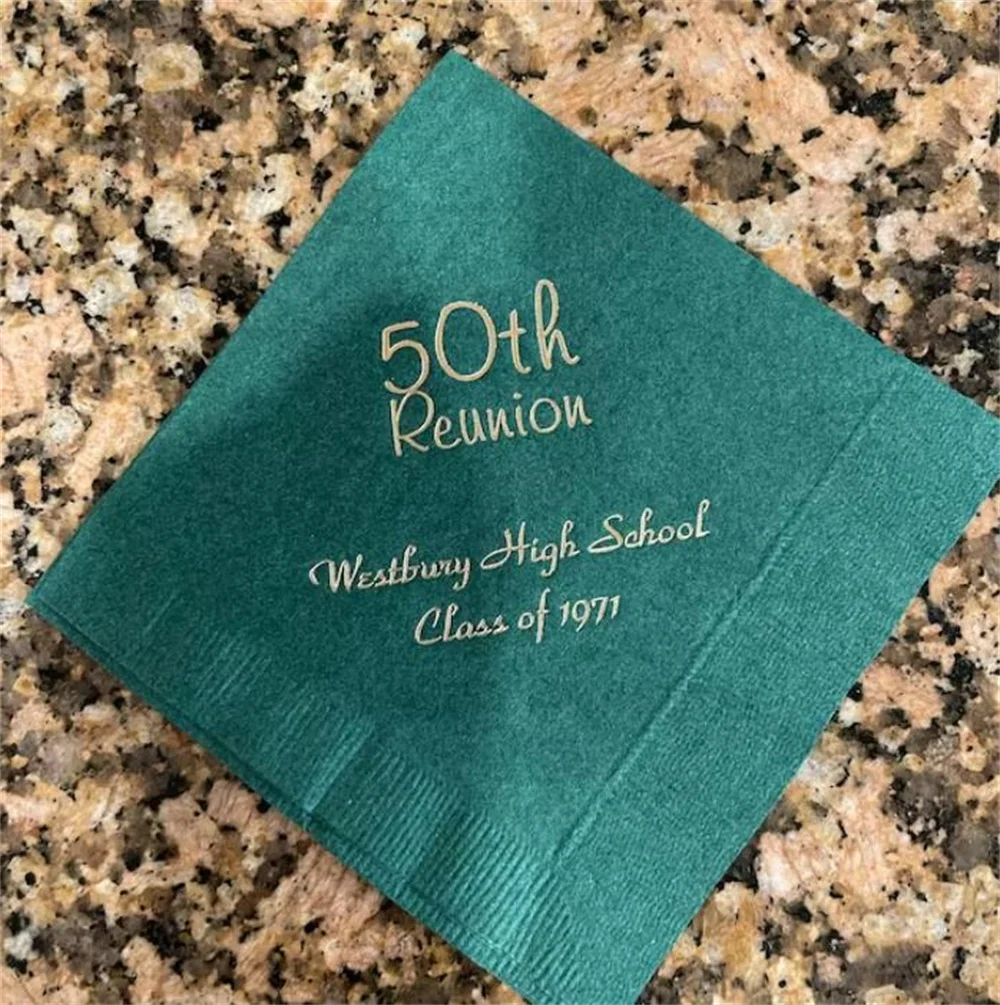 50th
Reunion
Westbury High School
Class of 1971